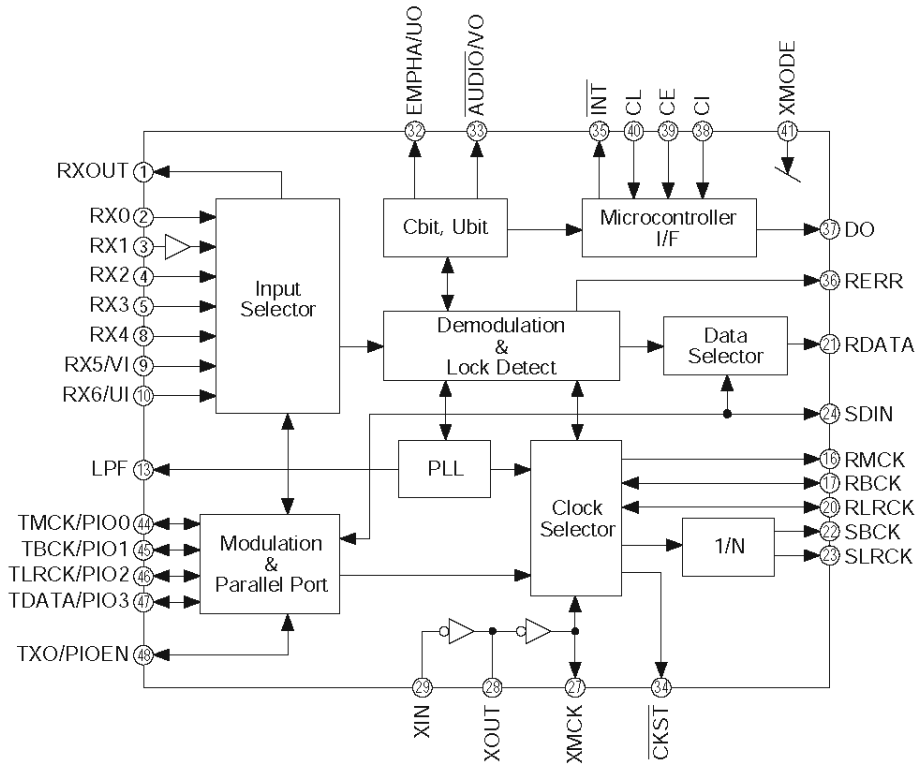 EMPHA/UO
AUDIO/VO
INT
CL
CE
CI
XMODE
32
33
35
40
39
38
41
RXOUT 1
RX0 2
RX1 3
RX2 4
RX3 5
RX4 8
RX5/VI 9
RX6/UI 10
LPF 13
TMCK/PIO0 44
TBCK/PIO1 45
TLRCK/PIO2 46
TDATA/PIO3 47
TXO/PIOEN 48
Input
Selector
Cbit, Ubit
Microcontroller
I/F
Demodulation
&
Lock Detect
Data
Selector
PLL
Clock
Selector
1/N
Modulation
&
Parallel Port
37 DO
36 RERR
21 RDATA
24 SDIN
16 RMCK
17 RBCK
20 RLRCK
22 SBCK
23 SLRCK
29
28
27
34
XIN
XOUT
XMCK
CKST